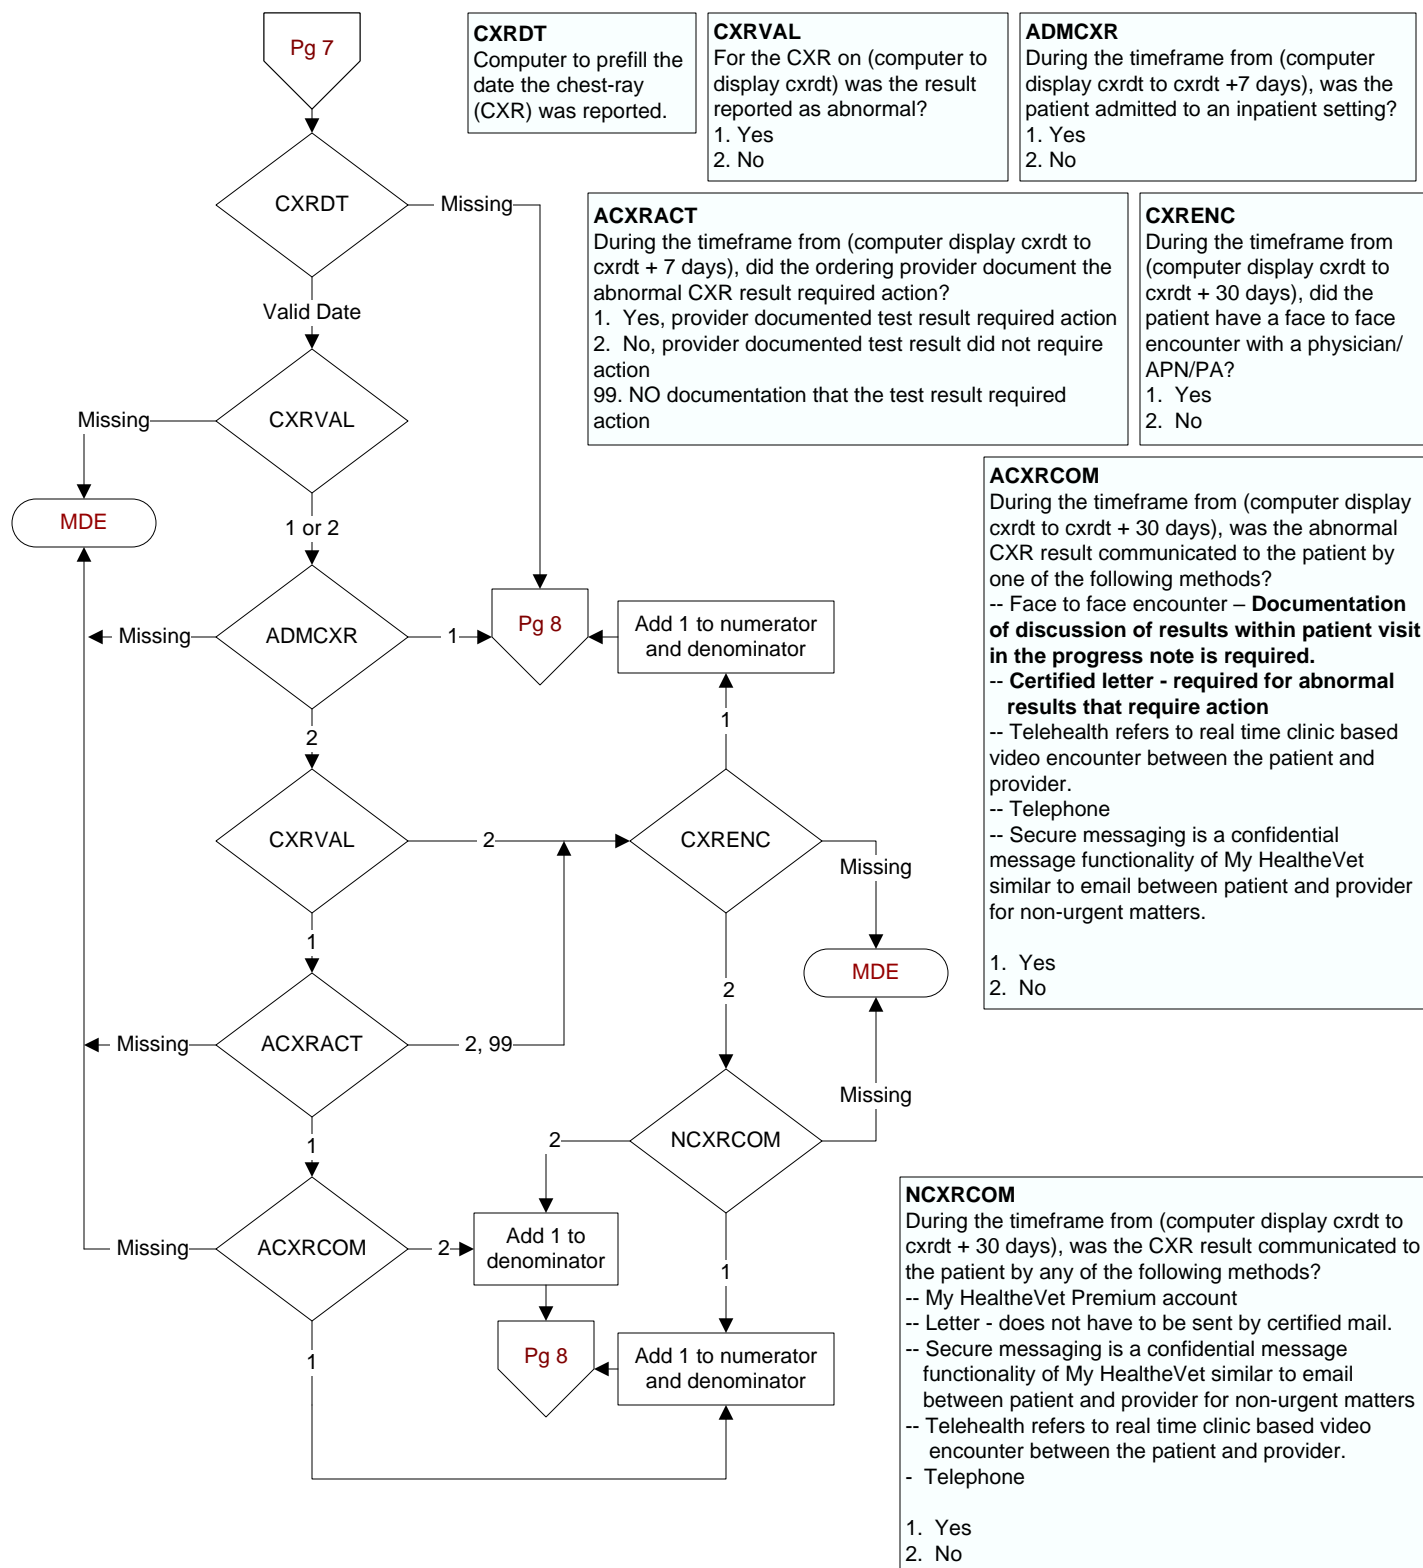 Pg 7
CXRDT
Computer to prefill the
date the chest-ray
(CXR) was reported.
CXRVAL
For the CXR on (computer to
display cxrdt) was the result
reported as abnormal?
1. Yes
2. No
ADMCXR
During the timeframe from (computer
display cxrdt to cxrdt +7 days), was the
patient admitted to an inpatient setting?
1. Yes
2. No
CXRDT
Missing
Valid Date
ACXRACT
During the timeframe from (computer display cxrdt to
cxrdt + 7 days), did the ordering provider document the
abnormal CXR result required action?
1.  Yes, provider documented test result required action
2.  No, provider documented test result did not require
action
99. NO documentation that the test result required
action
CXRENC
During the timeframe from
(computer display cxrdt to
cxrdt + 30 days), did the
patient have a face to face
encounter with a physician/
APN/PA?
1.  Yes
2.  No
CXRVAL
Missing
MDE
1 or 2
ACXRCOM
During the timeframe from (computer display
cxrdt to cxrdt + 30 days), was the abnormal
CXR result communicated to the patient by
one of the following methods?
-- Face to face encounter – Documentation
of discussion of results within patient visit
in the progress note is required.
-- Certified letter - required for abnormal
results that require action
-- Telehealth refers to real time clinic based
video encounter between the patient and
provider.
-- Telephone
-- Secure messaging is a confidential
message functionality of My HealtheVet
similar to email between patient and provider
for non-urgent matters.
1.  Yes
2.  No
Missing
ADMCXR
1
Pg 8
Add 1 to numerator
and denominator
2
1
CXRVAL
2
CXRENC
Missing
1
2
MDE
Missing
ACXRACT
2, 99
Missing
1
2
NCXRCOM
Missing
ACXRCOM
2
Add 1 to
denominator
1
1
Pg 8
Add 1 to numerator
and denominator
NCXRCOM
During the timeframe from (computer display cxrdt to
cxrdt + 30 days), was the CXR result communicated to
the patient by any of the following methods?
-- My HealtheVet Premium account
-- Letter - does not have to be sent by certified mail.
-- Secure messaging is a confidential message
functionality of My HealtheVet similar to email
between patient and provider for non-urgent matters
-- Telehealth refers to real time clinic based video
encounter between the patient and provider.
-  Telephone
1.  Yes
2.  No